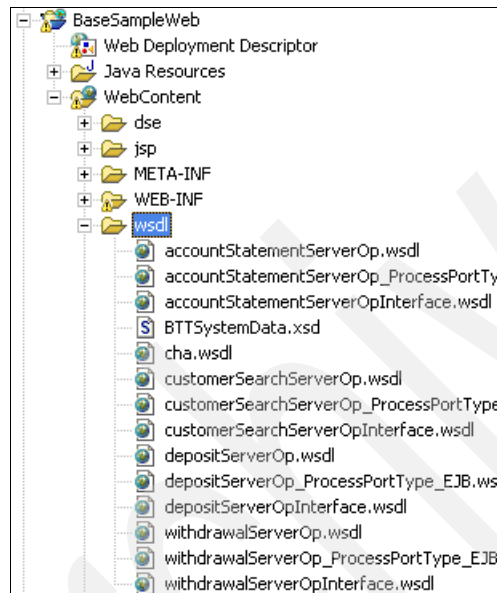 BaseSampleWeb
Web Deployment Descriptor
Java Resources
WebContent
dse
jsp
META-INF
WEB-INF
wsdl
accountStatementServerOp.wsdl
accountStatementServerOp_ProcessPortTy
accountStatementServerOpInterface.wsdl
BTTSystemData.xsd
cha.wsdl
customerSearchServerOp.wsdl
customerSearchServerOp_ProcessPortType
customerSearchServerOpInterface.wsdl
depositServerOp.wsdl
depositServerOp_ProcessPortType_EJB.ws
depositServerOpInterface.wsdl
withdrawalServerOp.wsdl
withdrawalServerOp_ProcessPortType_EJB
withdrawalServerOpInterface.wsdl